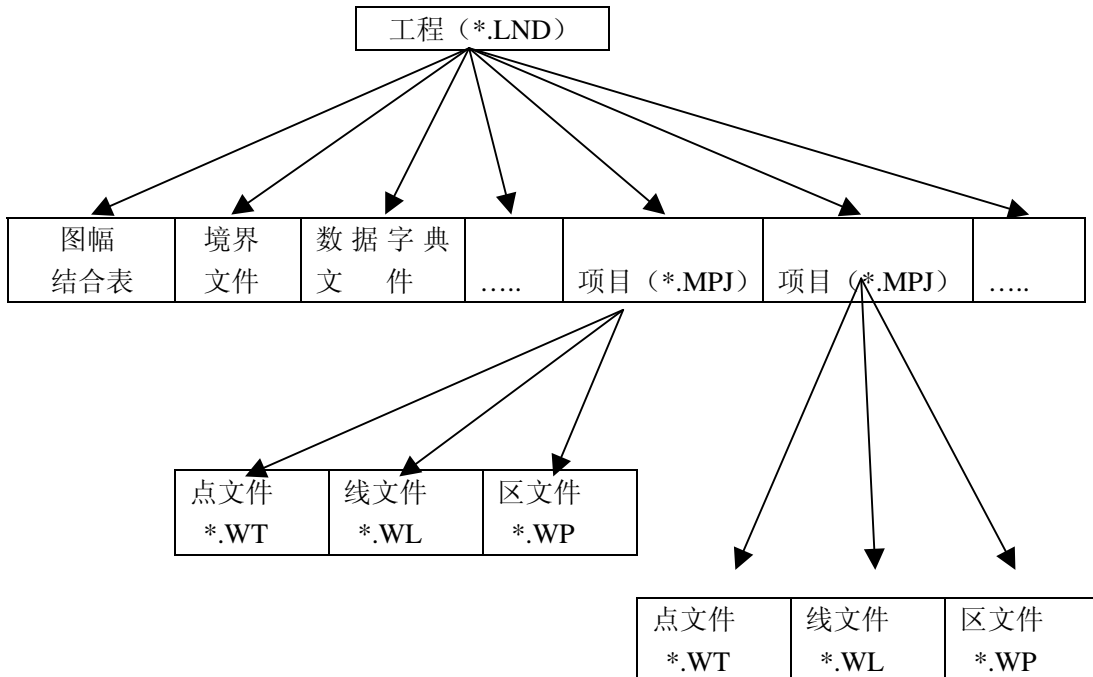 工程（*.LND）
图幅
结合表
境界
文件
数据字典
文 件
…..
项目（*.MPJ）
项目（*.MPJ）
…..
点文件
*.WT
线文件
*.WL
区文件
*.WP
点文件
*.WT
线文件
*.WL
区文件
*.WP